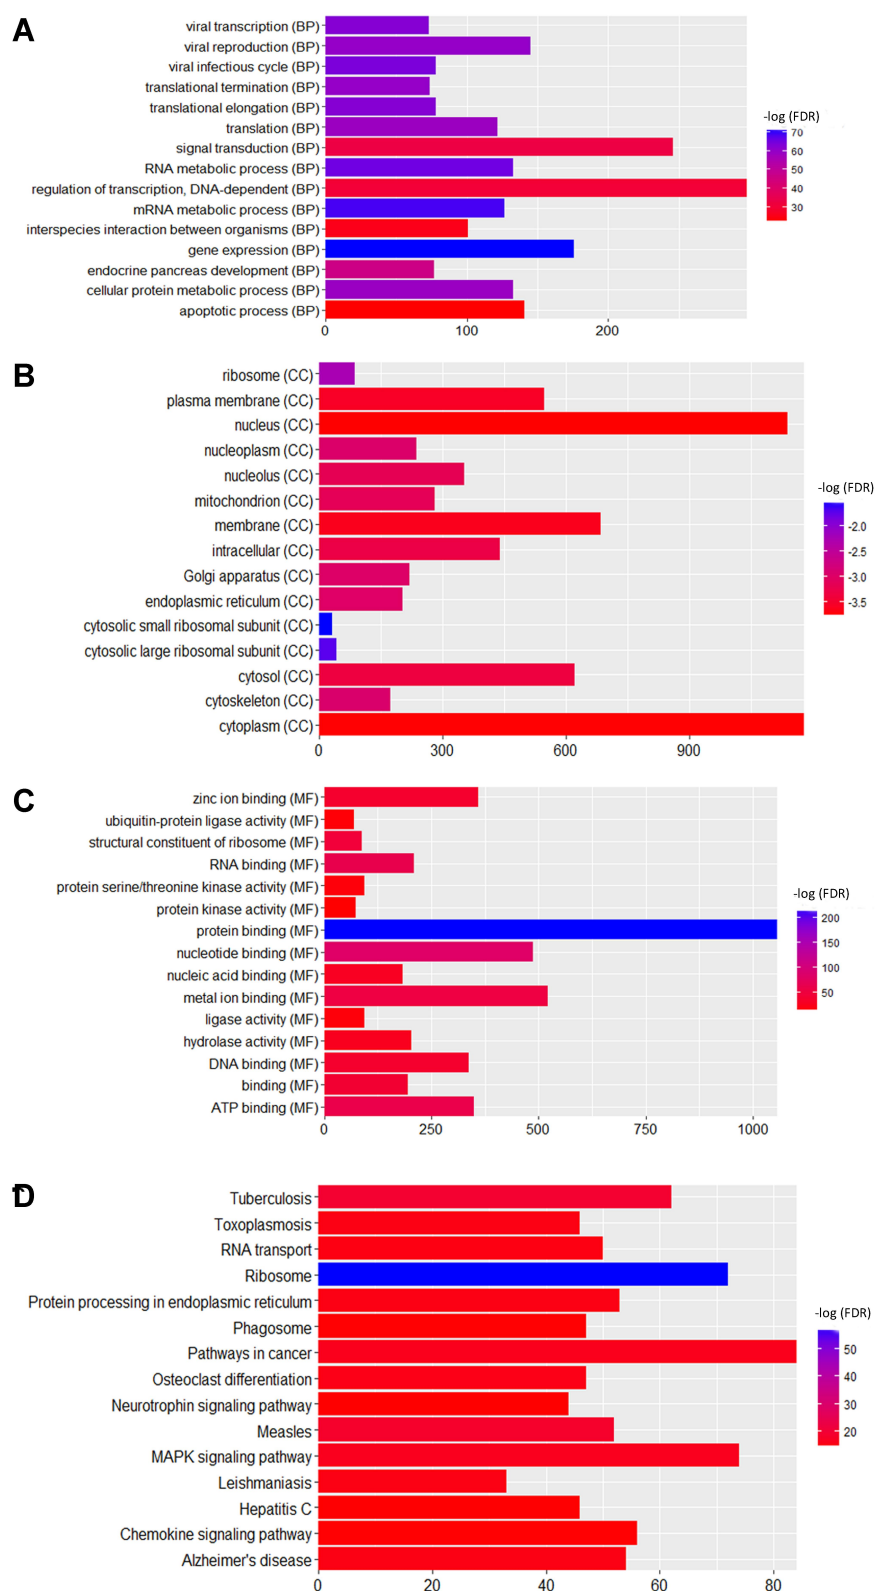 A
viral transcription (BP)
viral reproduction (BP)
viral infectious cycle (BP)
translational termination (BP)
translational elongation (BP)
translation (BP)
signal transduction (BP)
RNA metabolic process (BP)
regulation of transcription, DNA-dependent (BP)
mRNA metabolic process (BP)
interspecies interaction between organisms (BP)
gene expression (BP)
endocrine pancreas development (BP)
cellular protein metabolic process (BP)
apoptotic process (BP)
0 100 200
-log (FDR)
70
60
50
40
30
B
ribosome (CC)
plasma membrane (CC)
nucleus (CC)
nucleoplasm (CC)
nucleolus (CC)
mitochondrion (CC)
membrane (CC)
intracellular (CC)
Golgi apparatus (CC)
endoplasmic reticulum (CC)
cytosolic small ribosomal subunit (CC)
cytosolic large ribosomal subunit (CC)
cytosol (CC)
cytoskeleton (CC)
cytoplasm (CC)
0 300 600 900
-log (FDR)
-2.0
-2.5
-3.0
-3.5
C
zinc ion binding (MF)
ubiquitin-protein ligase activity (MF)
structural constituent of ribosome (MF)
RNA binding (MF)
protein serine/threonine kinase activity (MF)
protein kinase activity (MF)
protein binding (MF)
nucleotide binding (MF)
nucleic acid binding (MF)
metal ion binding (MF)
ligase activity (MF)
hydrolase activity (MF)
DNA binding (MF)
binding (MF)
ATP binding (MF)
0 250 500 750 1000
-log (FDR)
200
150
100
50
D
Tuberculosis
Toxoplasmosis
RNA transport
Ribosome
Protein processing in endoplasmic reticulum
Phagosome
Pathways in cancer
Osteoclast differentiation
Neurotrophin signaling pathway
Measles
MAPK signaling pathway
Leishmaniasis
Hepatitis C
Chemokine signaling pathway
Alzheimer's disease
0 20 40 60 80
-log (FDR)
50
40
30
20